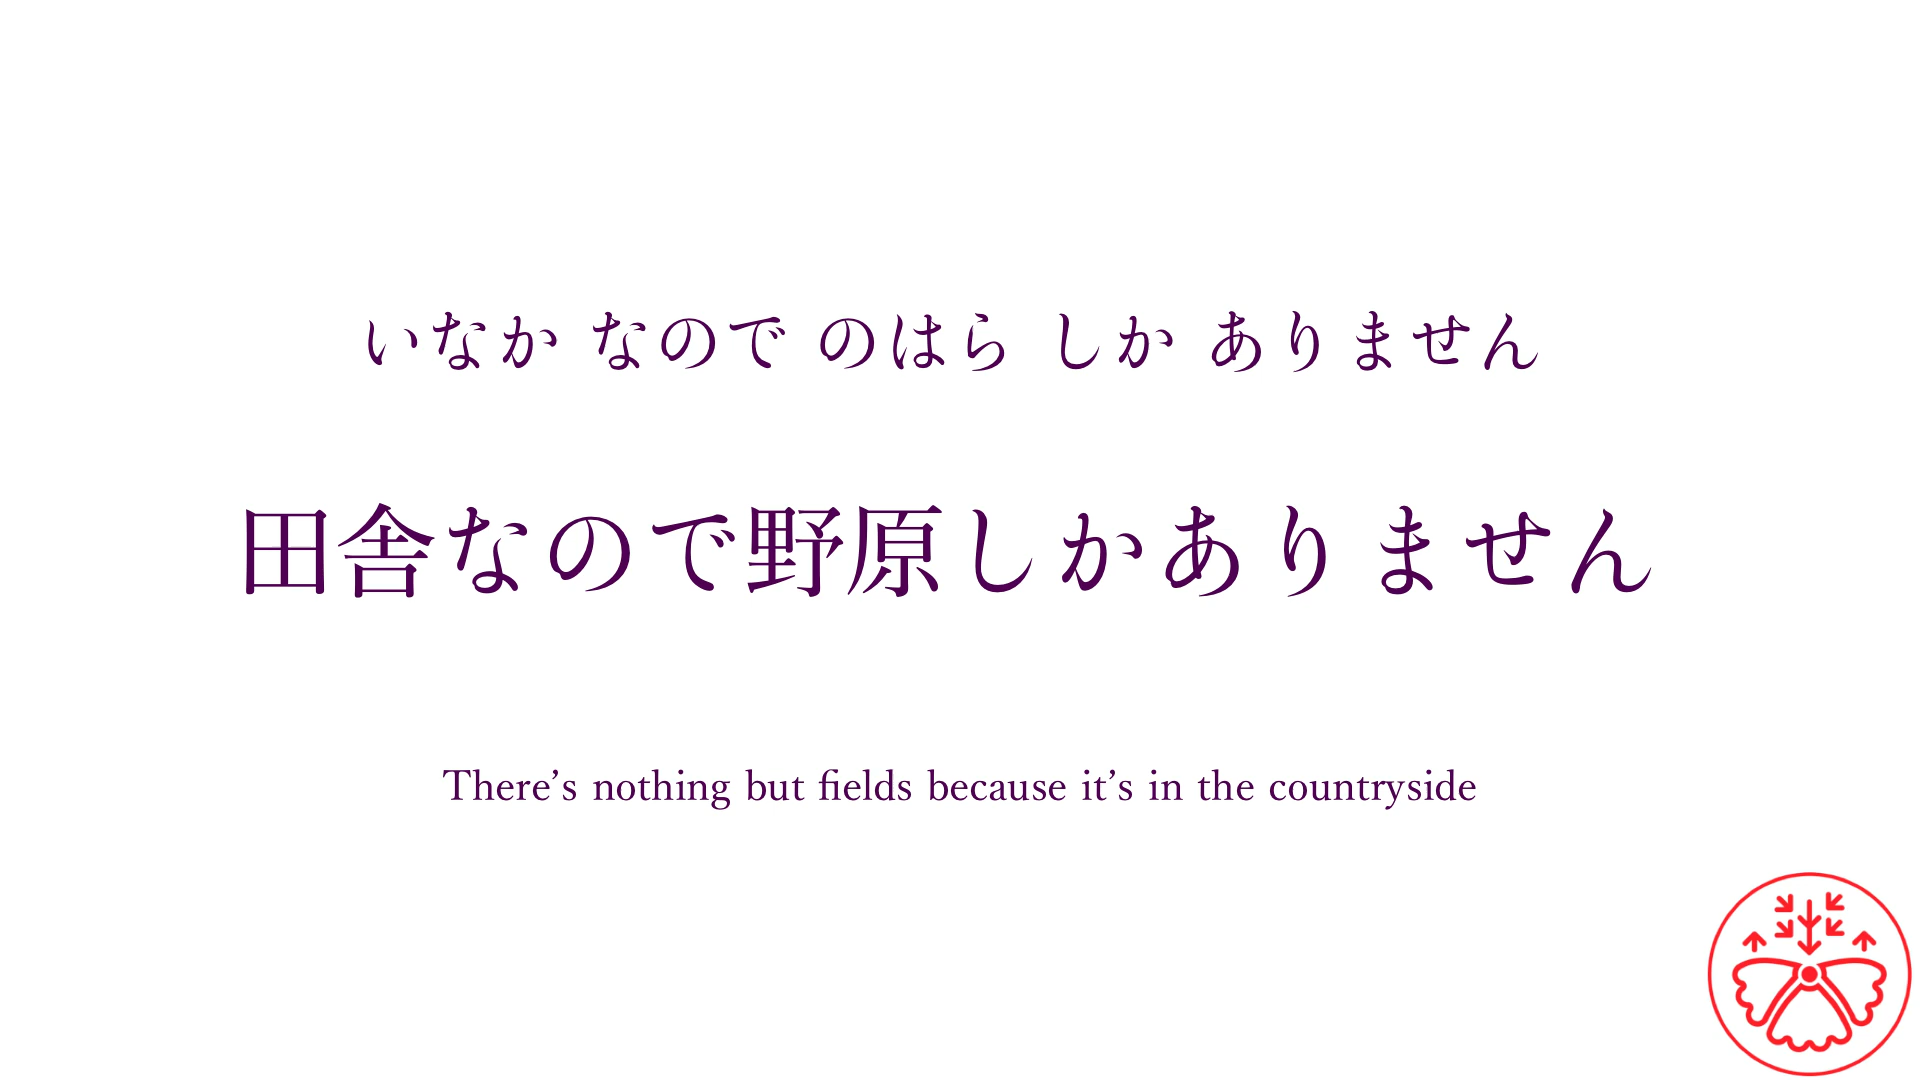 いなか なので のはら しか ありません
田舎なので野原しかありません
There’s nothing but fields because it’s in the countryside